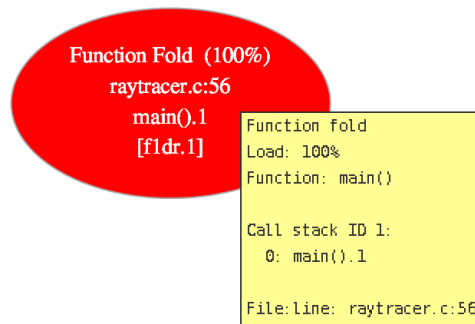 Function Fold (100%)
raytracer.c:56
main().1
[f1dr.1]
Function fold
Load: 100%
Function: main()
Call stack ID 1:
0: main().1
File:line: raytracer.c:56